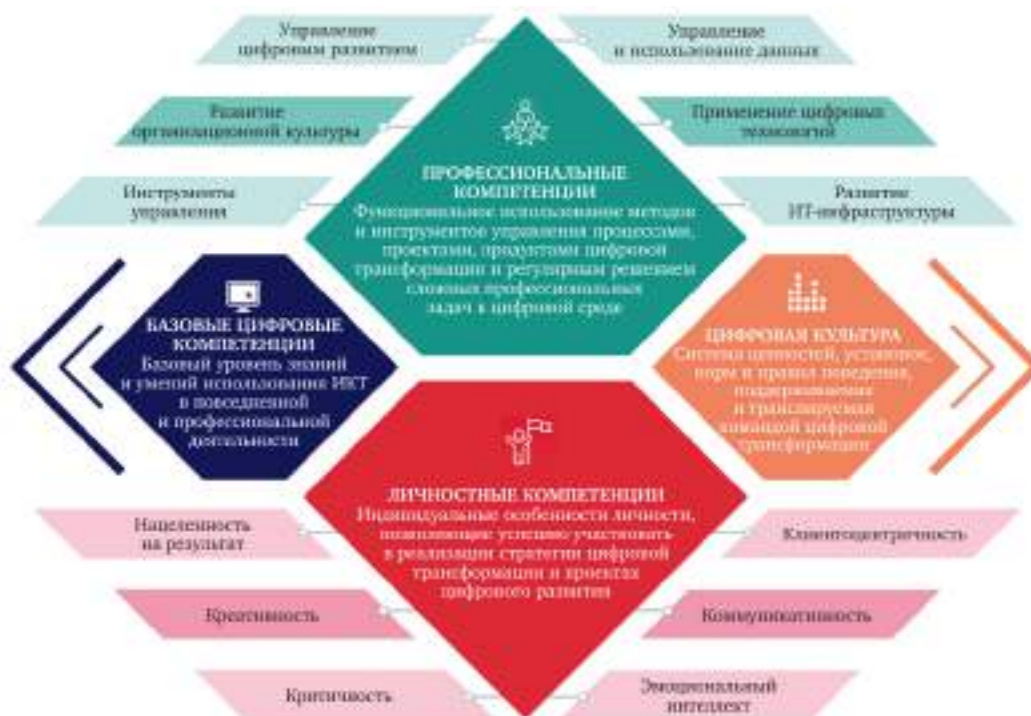 Управление
цифровым развитием
Управление
и использование данных
Развитие
организационной культуры
Применение цифровых
технологий
Инструменты
управления
Развитие
ИТ-инфраструктуры
ПРОФЕССИОНАЛЬНЫЕ
КОМПЕТЕНЦИИ
Функциональное использование методов
и инструментов управления процессами,
проектами, продуктами цифровой
трансформации и регулярным решением
сложных профессиональных
задач в цифровой среде
БАЗОВЫЕ ЦИФРОВЫЕ
КОМПЕТЕНЦИИ
Базовый уровень знаний
и умений использования ИКТ
в повседневной
и профессиональной
деятельности
ЦИФРОВАЯ КУЛЬТУРА
Система ценностей, установок,
норм и правил поведения,
поддерживаемая
и транслируемая
командой цифровой
трансформации
ЛИЧНОСТНЫЕ КОМПЕТЕНЦИИ
Индивидуальные особенности личности,
позволяющие успешно участвовать
в реализации стратегии цифровой
трансформации и проектах
цифрового развития
Нацеленность
на результат
Клиентоцентричность
Креативность
Коммуникативность
Критичность
Эмоциональный
интеллект